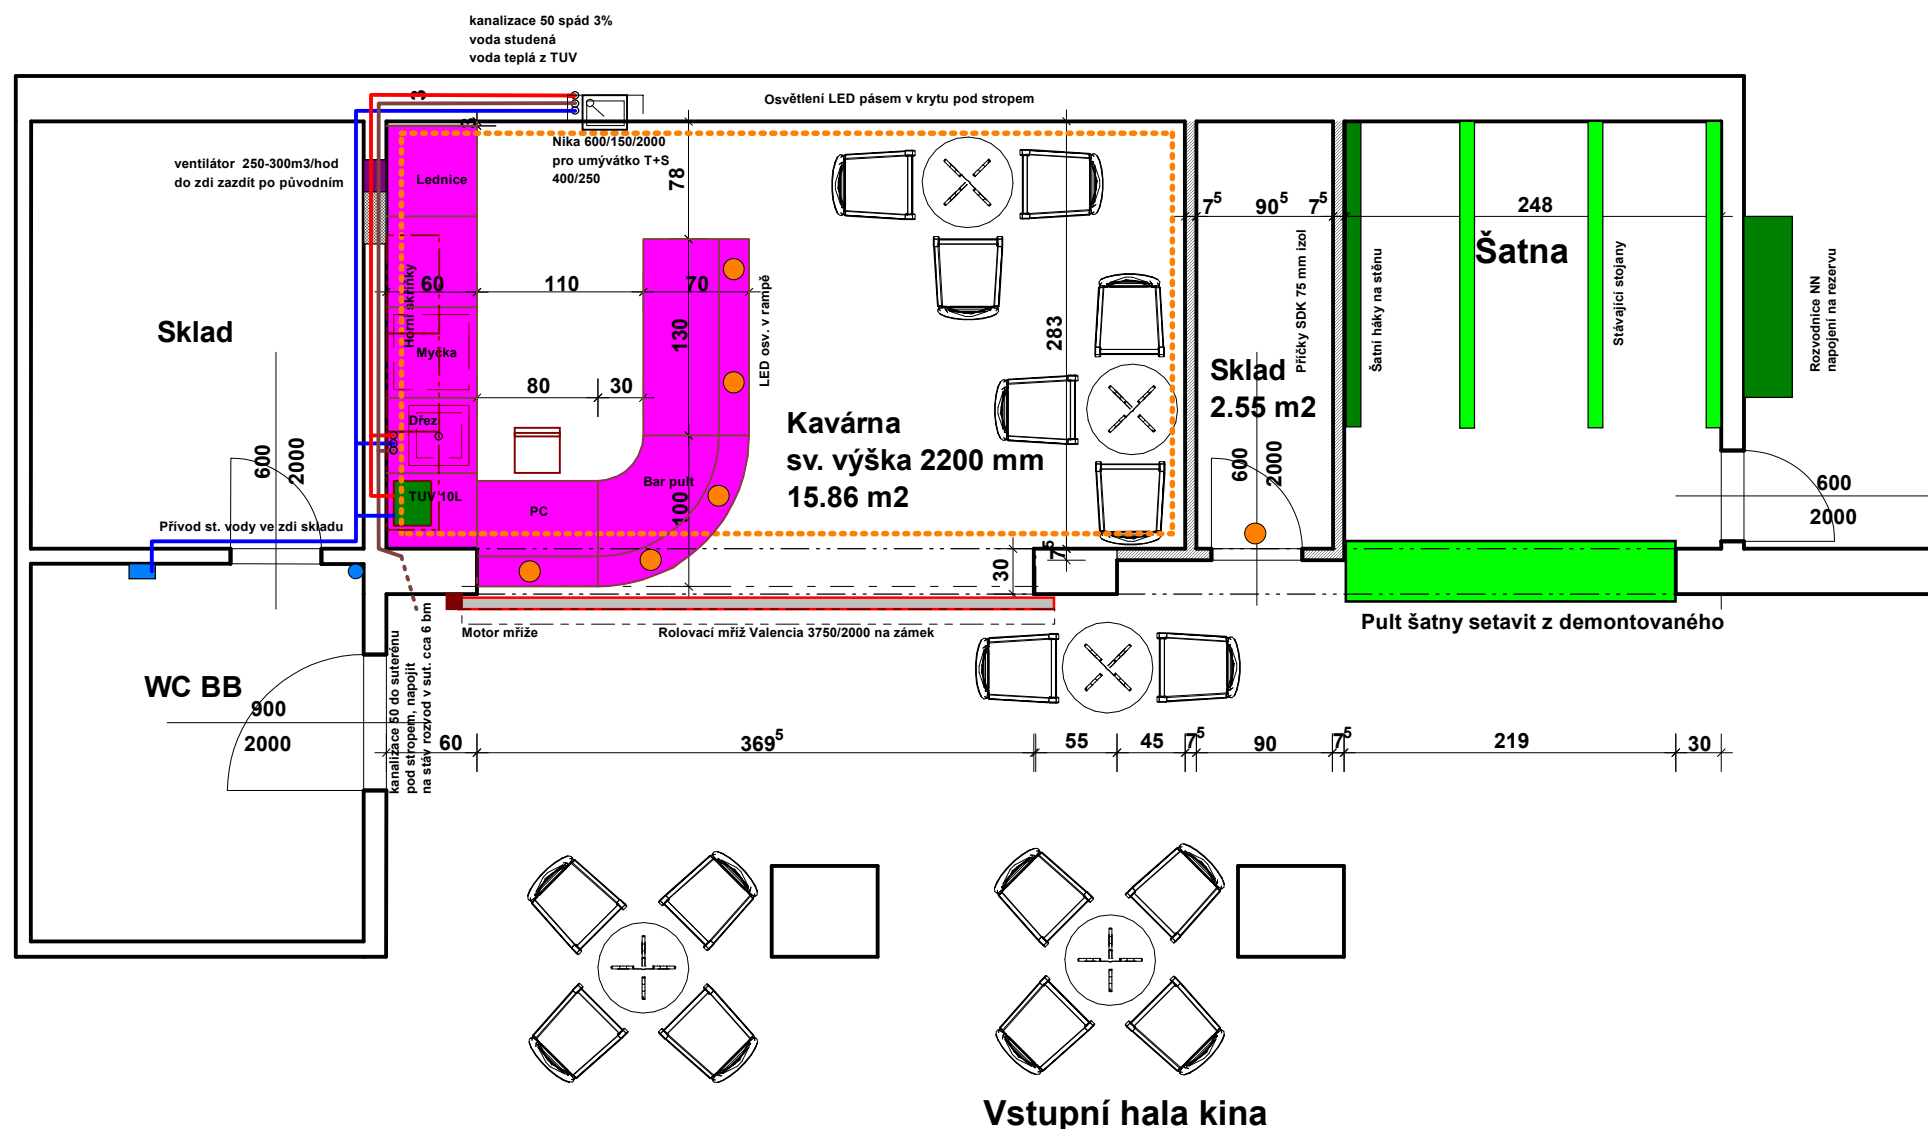 kanalizace 50 spád 3%
voda studená
voda teplá z TUV
3
Osvětlení LED pásem v krytu pod stropem
3
Nika 600/150/2000
pro umývátko T+S
400/250
ventilátor 250-300m3/hod
do zdi zazdít po původním
Lednice
78
7⁵
90⁵
7⁵
248
Šatna
Sklad
60
110
70
Horní skříňky
130
LED osv. v rampě
283
Příčky SDK 75 mm izol
Šatní háky na stěnu
Stávající stojany
Rozvodnice NN
napojení na rezervu
Myčka
80
30
Sklad
2.55 m2
Dřez
Kavárna
sv. výška 2200 mm
15.86 m2
600
2000
600
2000
600
2000
TUV 10L
PC
Bar pult
100
Přívod st. vody ve zdi skladu
7⁵
30
Motor mříže
Rolovací mříž Valencia 3750/2000 na zámek
Pult šatny setavit z demontovaného
WC BB
900
2000
kanalizace 50 do suterénu
pod stropem, napojit
na stáv rozvod v sut. cca 6 bm
60
369⁵
55
45
7⁵
90
7⁵
219
30
Vstupní hala kina